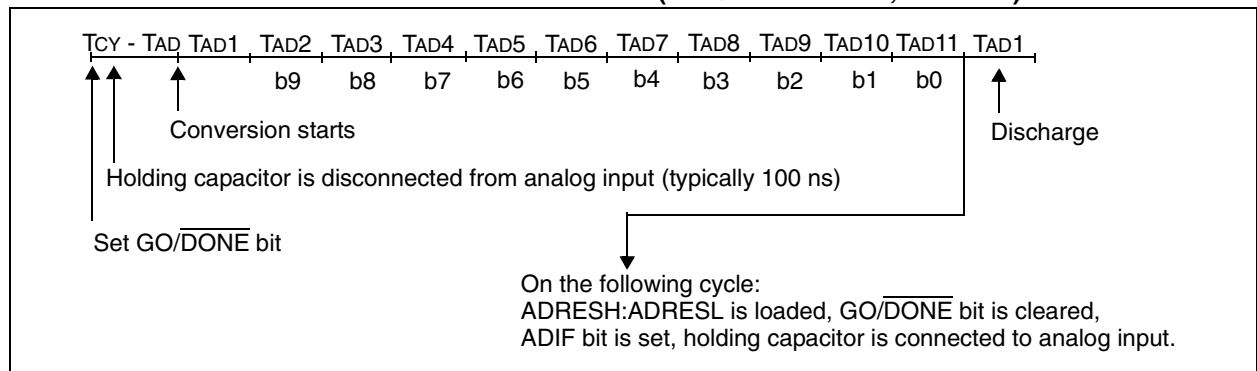 TCY - TAD TAD1 TAD2 TAD3 TAD4 TAD5 TAD6 TAD7 TAD8 TAD9 TAD10 TAD11 TAD1
b9 b8 b7 b6 b5 b4 b3 b2 b1 b0
Conversion starts
Discharge
Holding capacitor is disconnected from analog input (typically 100 ns)
Set GO/DONE bit
On the following cycle:
ADRESH:ADRESL is loaded, GO/DONE bit is cleared,
ADIF bit is set, holding capacitor is connected to analog input.